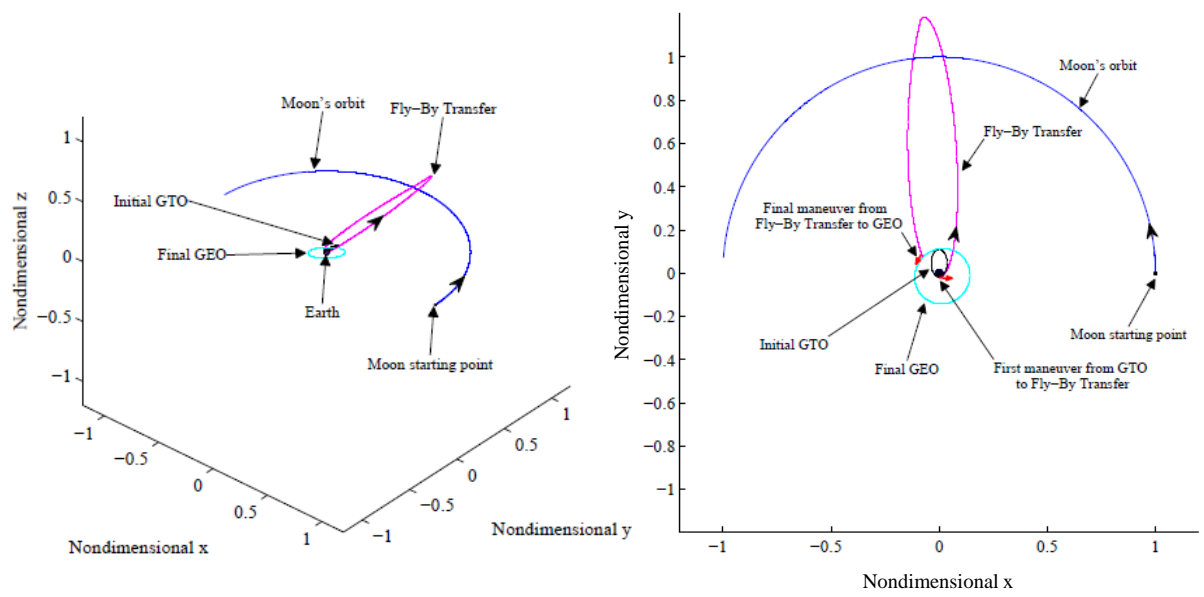 Moon's orbit
Fly−By Transfer
Initial GTO
Final GEO
Earth
Moon starting point
Nondimensional z
1
0.5
0
−0.5
−1
−1
−0.5
0
0.5
1
Nondimensional x
−1
−0.5
0
0.5
1
Nondimensional y
Moon's orbit
Fly−By Transfer
Final maneuver from
Fly−By Transfer to GEO
Initial GTO
Final GEO
First maneuver from GTO
to Fly−By Transfer
Moon starting point
Nondimensional y
1
0.8
0.6
0.4
0.2
0
−0.2
−0.4
−0.6
−0.8
−1
−1
−0.5
0
0.5
1
Nondimensional x